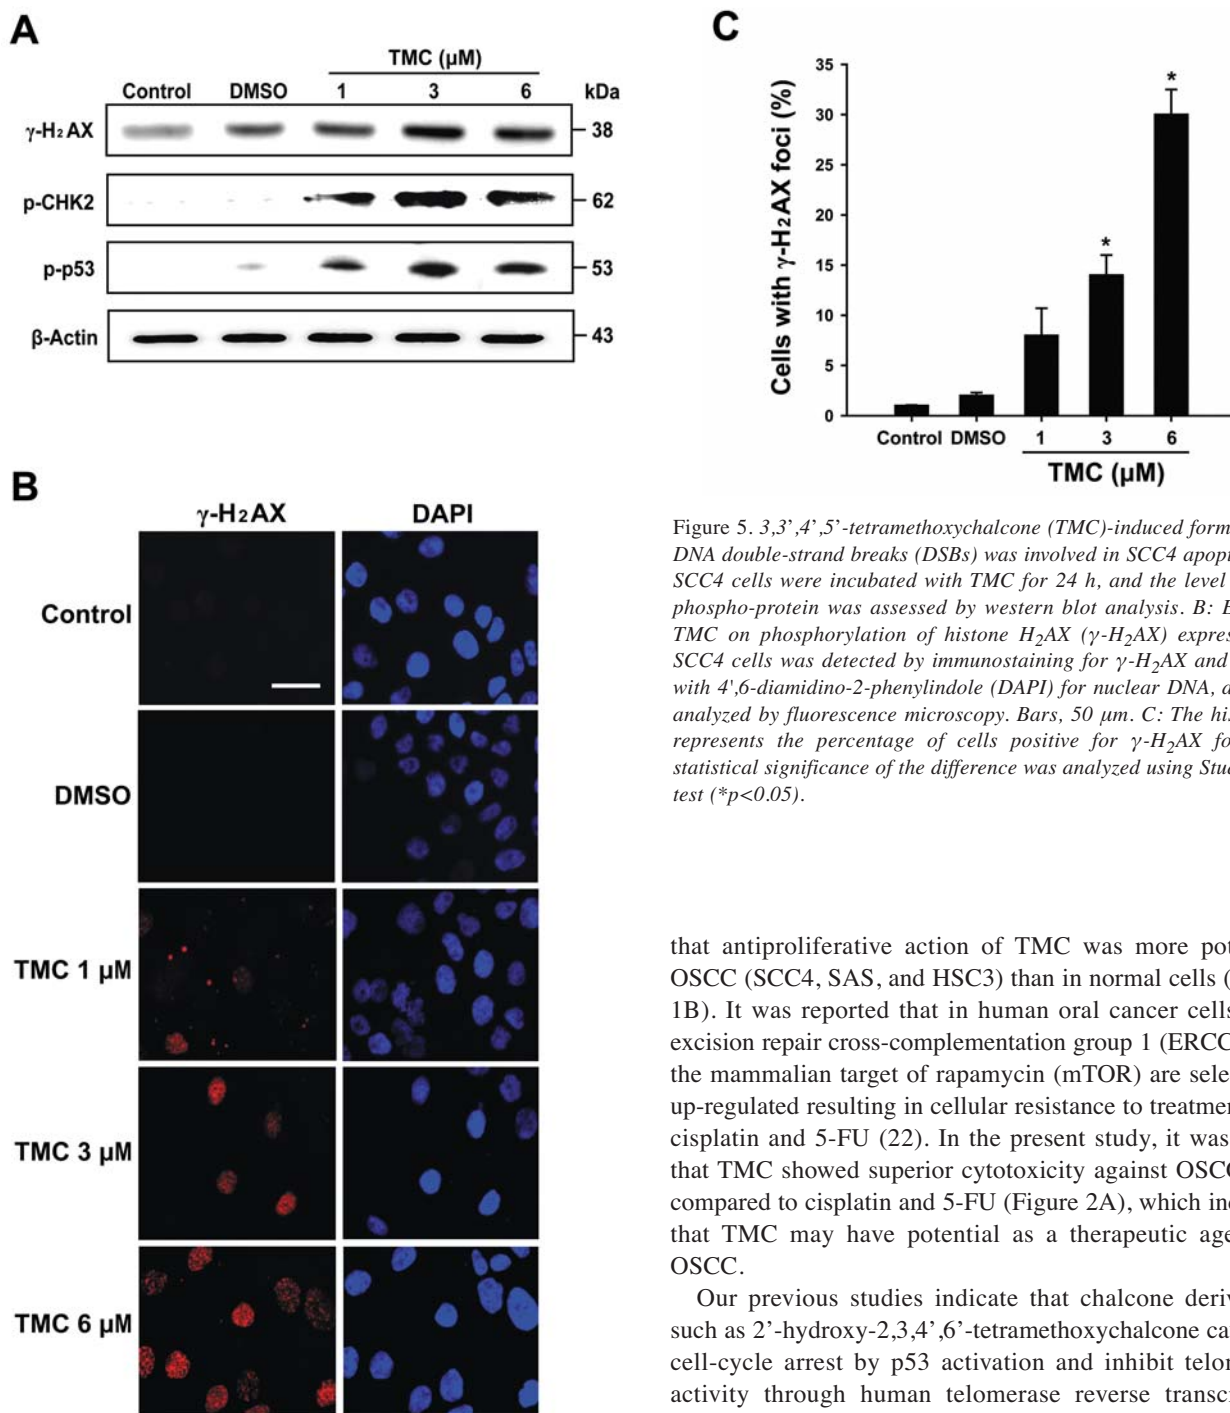 A
TMC (µM)
Control DMSO 1 3 6 kDa
γ-H₂AX 38
p-CHK2 62
p-p53 53
β-Actin 43
B
γ-H₂AX DAPI
Control
DMSO
TMC 1 µM
TMC 3 µM
TMC 6 µM
C
Cells with γ-H₂AX foci (%)
35
30
25
20
15
10
5
0
*
*
Control DMSO 1 3 6
TMC (µM)
Figure 5. 3,3’,4’,5’-tetramethoxychalcone (TMC)-induced form
DNA double-strand breaks (DSBs) was involved in SCC4 apopt
SCC4 cells were incubated with TMC for 24 h, and the level
phospho-protein was assessed by western blot analysis. B: E
TMC on phosphorylation of histone H₂AX (γ-H₂AX) expres
SCC4 cells was detected by immunostaining for γ-H₂AX and
with 4',6-diamidino-2-phenylindole (DAPI) for nuclear DNA, a
analyzed by fluorescence microscopy. Bars, 50 µm. C: The his
represents the percentage of cells positive for γ-H₂AX fo
statistical significance of the difference was analyzed using Stu
test (*p<0.05).
that antiproliferative action of TMC was more pot
OSCC (SCC4, SAS, and HSC3) than in normal cells (
1B). It was reported that in human oral cancer cells
excision repair cross-complementation group 1 (ERCC
the mammalian target of rapamycin (mTOR) are sele
up-regulated resulting in cellular resistance to treatmen
cisplatin and 5-FU (22). In the present study, it was
that TMC showed superior cytotoxicity against OSCC
compared to cisplatin and 5-FU (Figure 2A), which inc
that TMC may have potential as a therapeutic age
OSCC.
Our previous studies indicate that chalcone deriv
such as 2’-hydroxy-2,3,4’,6’-tetramethoxychalcone ca
cell-cycle arrest by p53 activation and inhibit telon
activity through human telomerase reverse transci